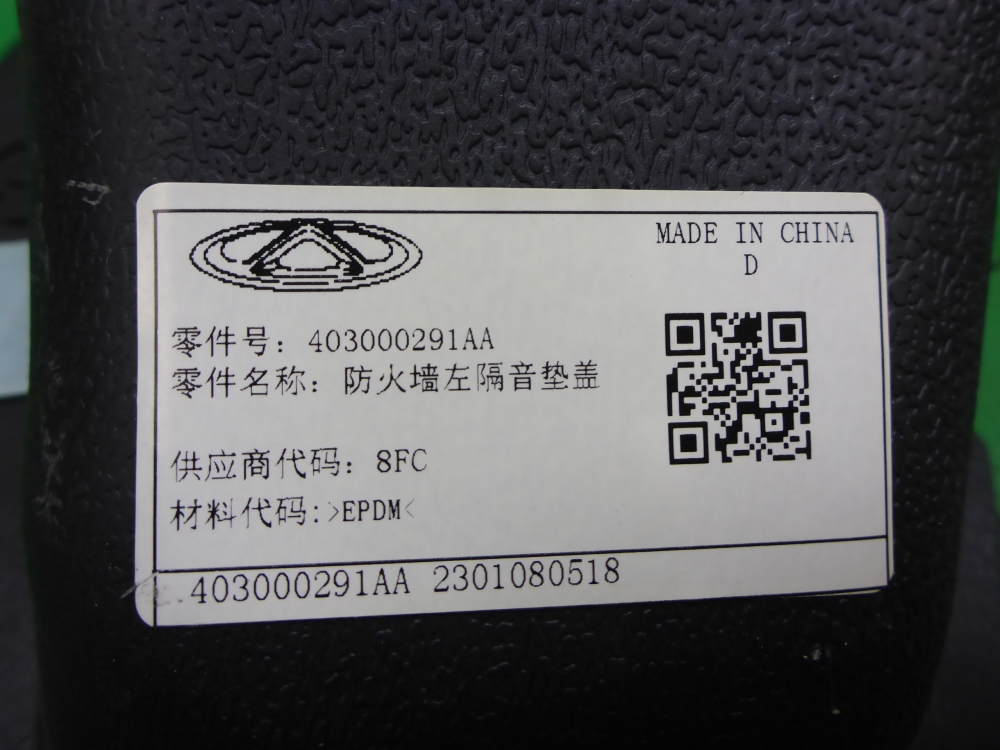 MADE IN CHINA
D
零件号: 403000291AA
零件名称: 防火墙左隔音垫盖
供应商代码: 8FC
材料代码:>EPDM<
403000291AA 2301080518